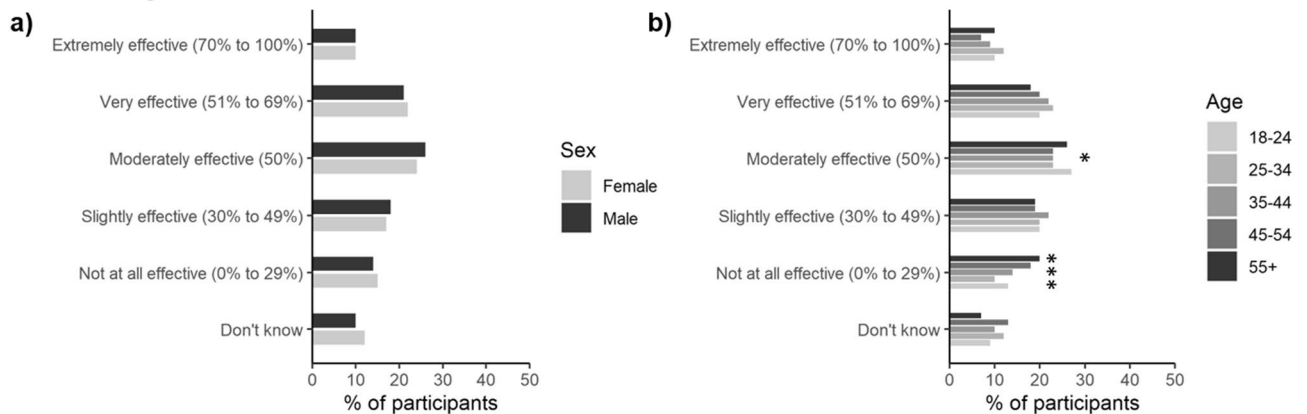 a)
Extremely effective (70% to 100%)
Very effective (51% to 69%)
Moderately effective (50%)
Slightly effective (30% to 49%)
Not at all effective (0% to 29%)
Don't know
0 10 20 30 40 50
% of participants
Sex
Female
Male
b)
Extremely effective (70% to 100%)
Very effective (51% to 69%)
Moderately effective (50%)
*
Slightly effective (30% to 49%)
Not at all effective (0% to 29%)
***
Don't know
0 10 20 30 40 50
% of participants
Age
18-24
25-34
35-44
45-54
55+